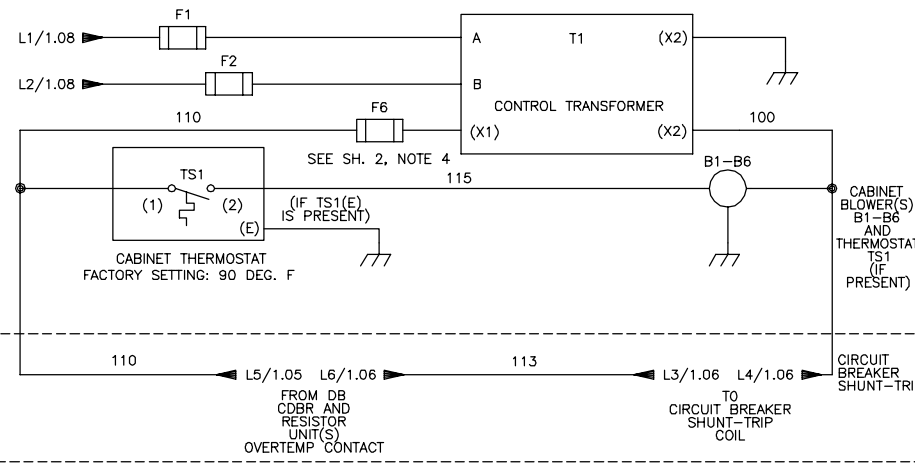 F1
L1/1.08
A
T1
(X2)
F2
L2/1.08
B
CONTROL TRANSFORMER
110
F6
(X1)
(X2)
100
SEE SH. 2, NOTE 4
TS1
115
B1-B6
(1)
(2)
(E)
(IF TS1(E)
IS PRESENT)
CABINET
BLOWER(S)
B1-B6
AND
THERMOSTAT
TS1
(IF
PRESENT)
CABINET THERMOSTAT
FACTORY SETTING: 90 DEG. F
110
L5/1.05
L6/1.06
113
L3/1.06
L4/1.06
CIRCUIT
BREAKER
SHUNT-TRI
FROM DB
CDBR AND
RESISTOR
UNIT(S)
OVERTEMP CONTACT
TO
CIRCUIT BREAKER
SHUNT-TRIP
COIL